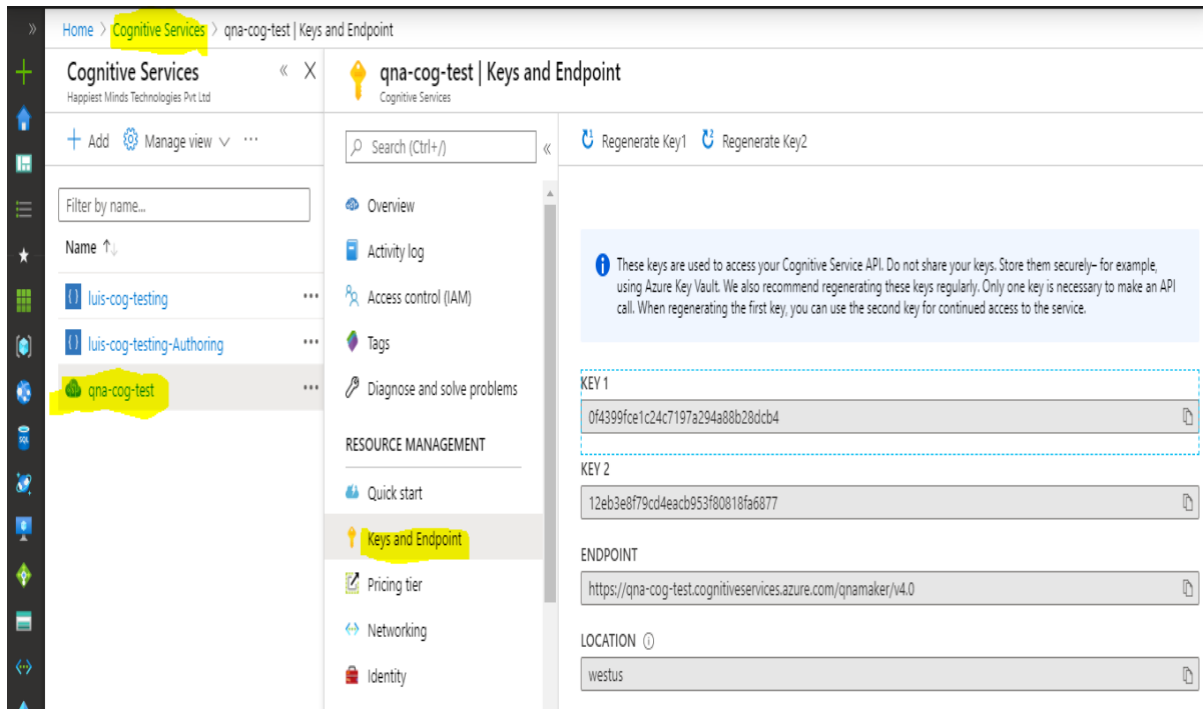 Home > Cognitive Services > qna-cog-test | Keys and Endpoint
Cognitive Services
Happiest Minds Technologies Pvt Ltd
Add Manage view
Filter by name...
Name
luis-cog-testing
luis-cog-testing-Authoring
qna-cog-test
qna-cog-test | Keys and Endpoint
Cognitive Services
Search (Ctrl+/)
Overview
Activity log
Access control (IAM)
Tags
Diagnose and solve problems
RESOURCE MANAGEMENT
Quick start
Keys and Endpoint
Pricing tier
Networking
Identity
Regenerate Key1 Regenerate Key2
These keys are used to access your Cognitive Service API. Do not share your keys. Store them securely– for example,
using Azure Key Vault. We also recommend regenerating these keys regularly. Only one key is necessary to make an API
call. When regenerating the first key, you can use the second key for continued access to the service.
KEY 1
0f4399fce1c24c7197a294a88b28dcb4
KEY 2
12eb3e8f79cd4eacb953f80818fa6877
ENDPOINT
https://qna-cog-test.cognitiveservices.azure.com/qnamaker/v4.0
LOCATION
westus